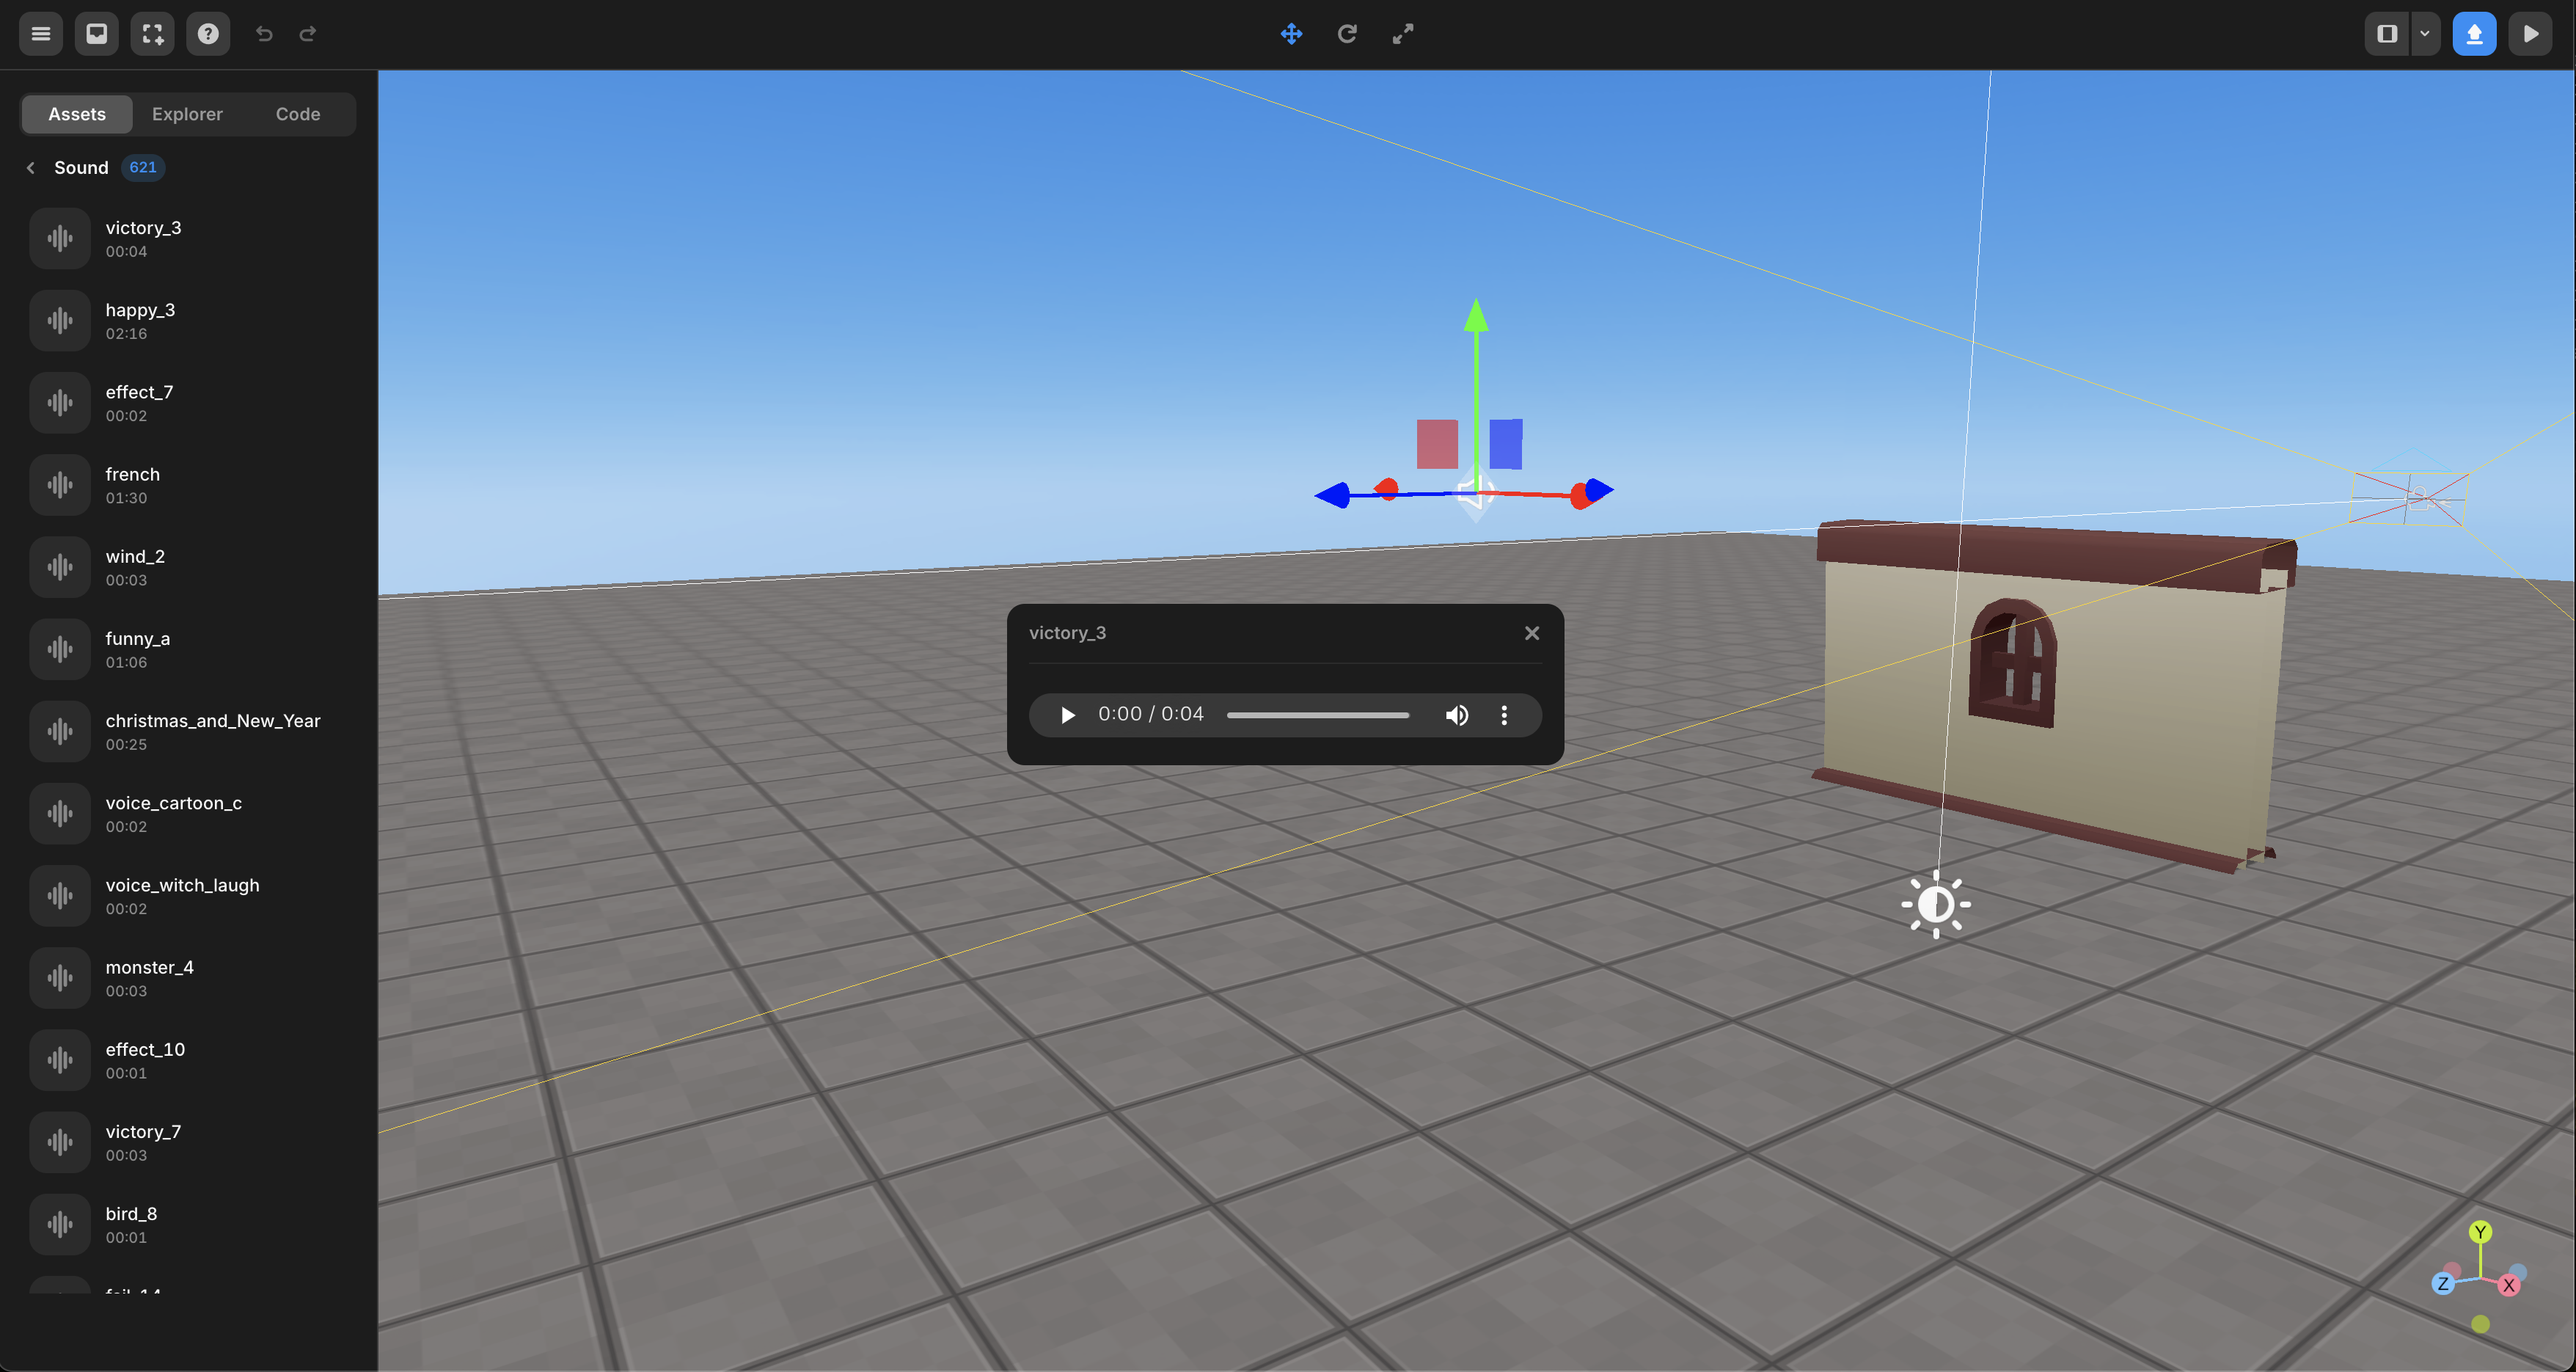 Assets Explorer Code
Sound 621
victory_3
00:04
happy_3
02:16
effect_7
00:02
french
01:30
wind_2
00:03
funny_a
01:06
christmas_and_New_Year
00:25
voice_cartoon_c
00:02
voice_witch_laugh
00:02
monster_4
00:03
effect_10
00:01
victory_7
00:03
bird_8
00:01
victory_3
0:00 / 0:04
Y
Z
X